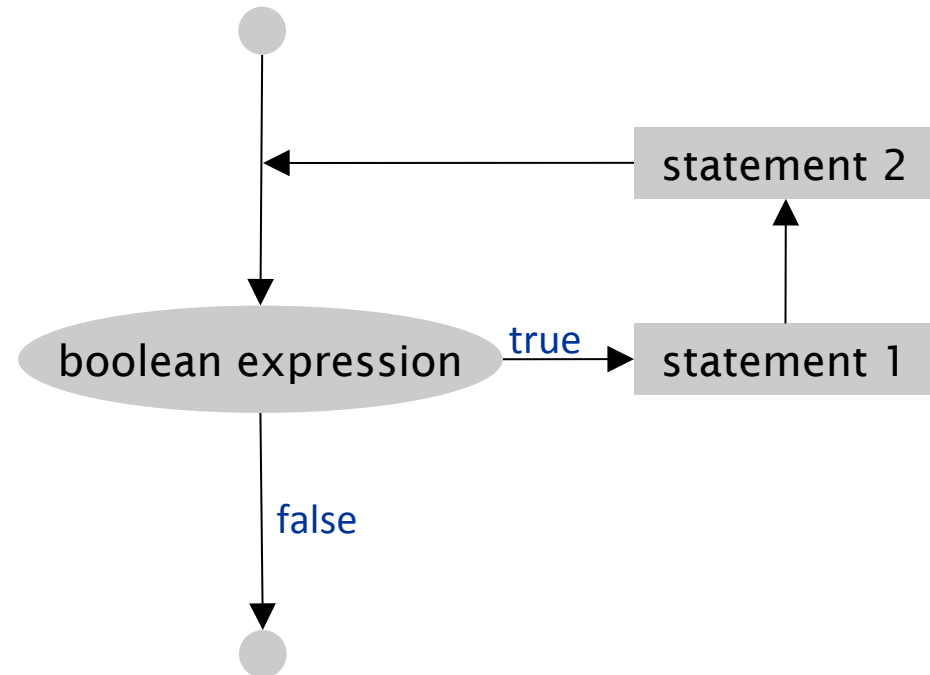 statement 2
boolean expression
true
statement 1
false